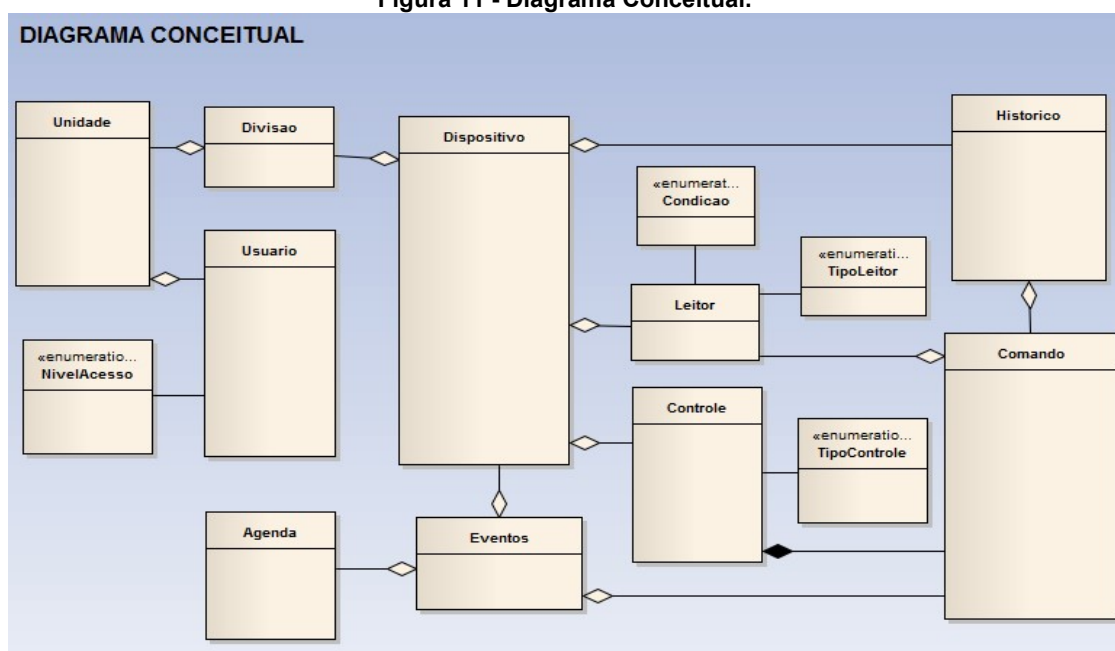 Figura 11 - Diagrama Conceitual.
DIAGRAMA CONCEITUAL
Unidade
Divisao
Dispositivo
Historico
«enumerat...
Condicao
Usuario
«enumerati...
TipoLeitor
Leitor
«enumeratio...
NivelAcesso
Comando
Controle
«enumeratio...
TipoControle
Agenda
Eventos